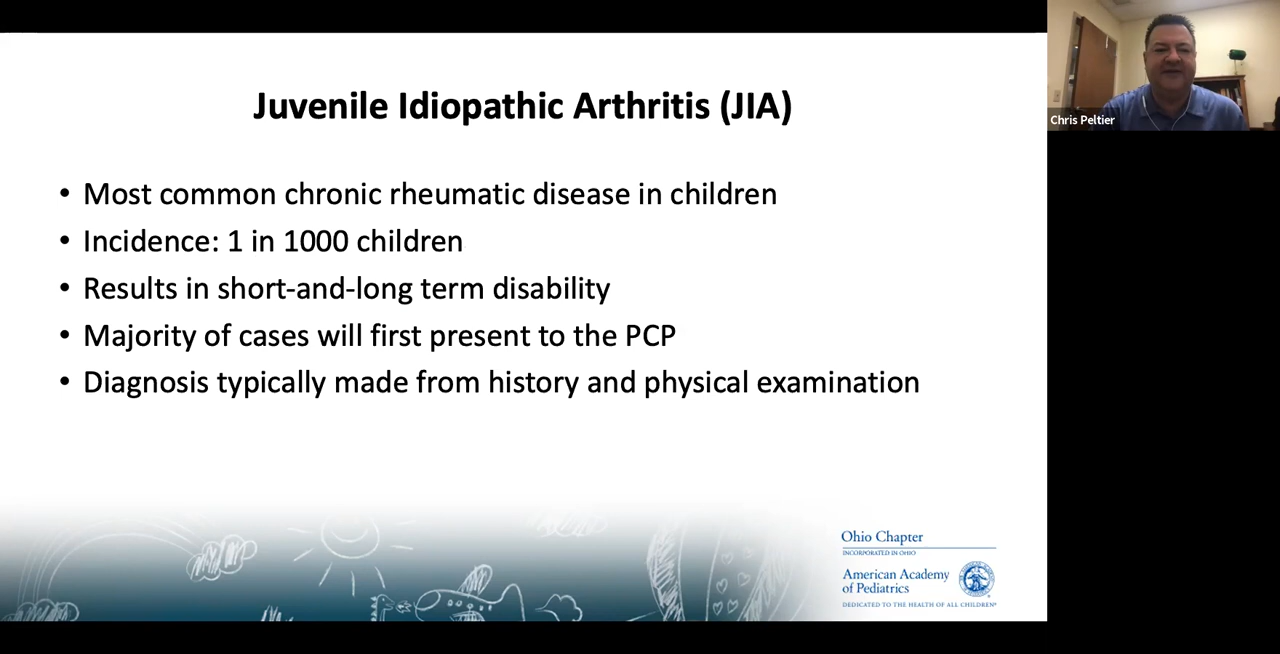 Juvenile Idiopathic Arthritis (JIA)
• Most common chronic rheumatic disease in children
• Incidence: 1 in 1000 children
• Results in short-and-long term disability
• Majority of cases will first present to the PCP
• Diagnosis typically made from history and physical examination
Ohio Chapter
INCORPORATED IN OHIO
American Academy
of Pediatrics
DEDICATED TO THE HEALTH OF ALL CHILDREN®
Chris Peltier